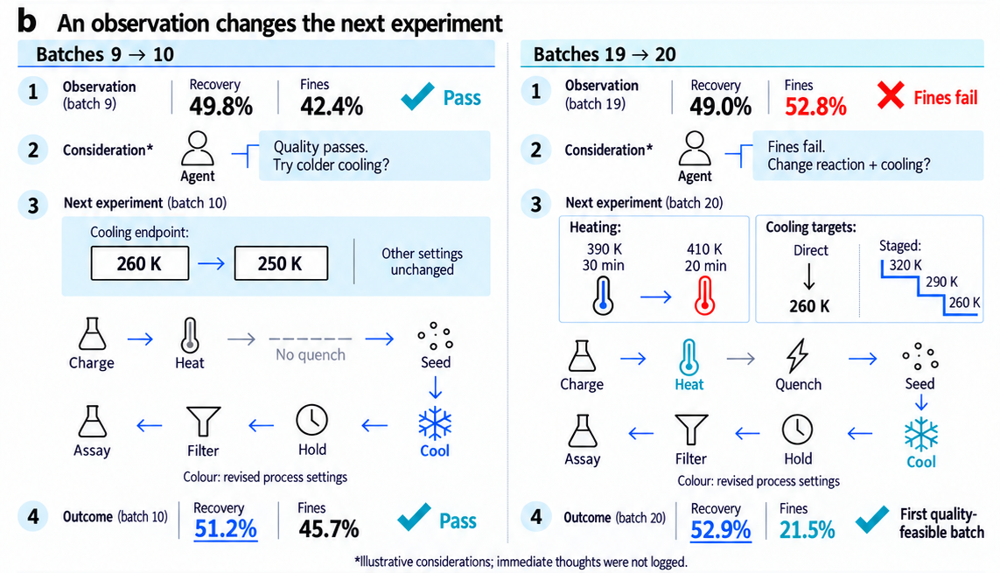 b An observation changes the next experiment
Batches 9 → 10
1
Observation
(batch 9)
Recovery
49.8%
Fines
42.4%
Pass
2
Consideration*
Agent
Quality passes.
Try colder cooling?
3
Next experiment (batch 10)
Cooling endpoint:
260 K → 250 K
Other settings
unchanged
Charge
Heat
No quench
Seed
Assay
Filter
Hold
Cool
Colour: revised process settings
4
Outcome (batch 10)
Recovery
51.2%
Fines
45.7%
Pass
Batches 19 → 20
1
Observation
(batch 19)
Recovery
49.0%
Fines
52.8%
Fines fail
2
Consideration*
Agent
Fines fail.
Change reaction + cooling?
3
Next experiment (batch 20)
Heating:
390 K
30 min
410 K
20 min
Cooling targets:
Direct
260 K
Staged:
320 K
290 K
260 K
Charge
Heat
Quench
Seed
Assay
Filter
Hold
Cool
Colour: revised process settings
4
Outcome (batch 20)
Recovery
52.9%
Fines
21.5%
First quality-
feasible batch
*Illustrative considerations; immediate thoughts were not logged.